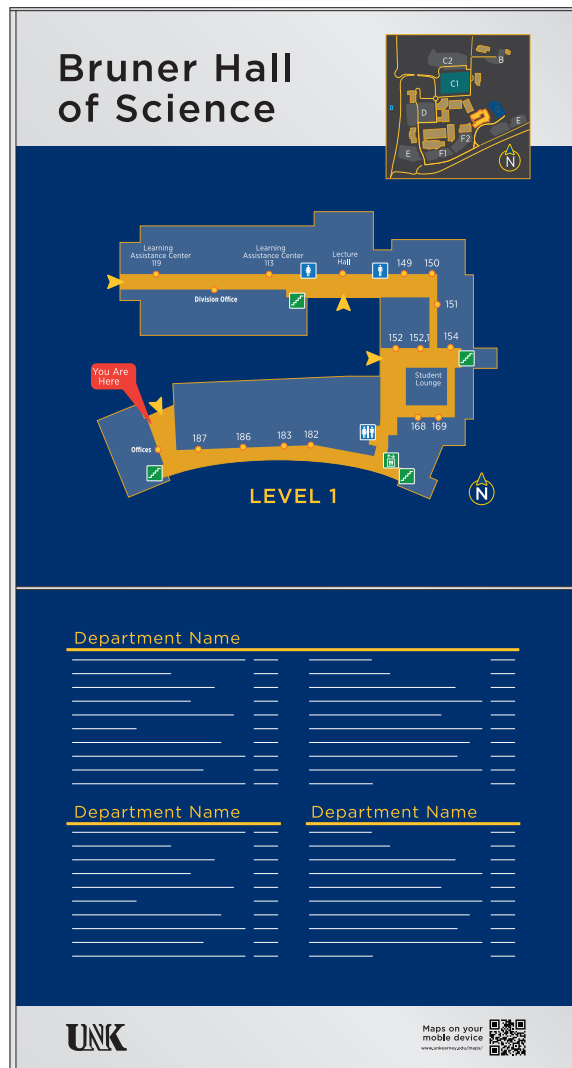 Bruner Hall
of Science
C2
B
C1
G
D
E
F2
E
F1
N
Learning
Assistance Center
119
Learning
Assistance Center
113
Lecture
Hall
149
150
Division Office
151
152
152,1
154
You Are
Here
Student
Lounge
168
169
Offices
187
186
183
182
LEVEL 1
N
Department Name
Department Name
Department Name
UNK
Maps on your
moble device
www.unkearney.edu/maps/